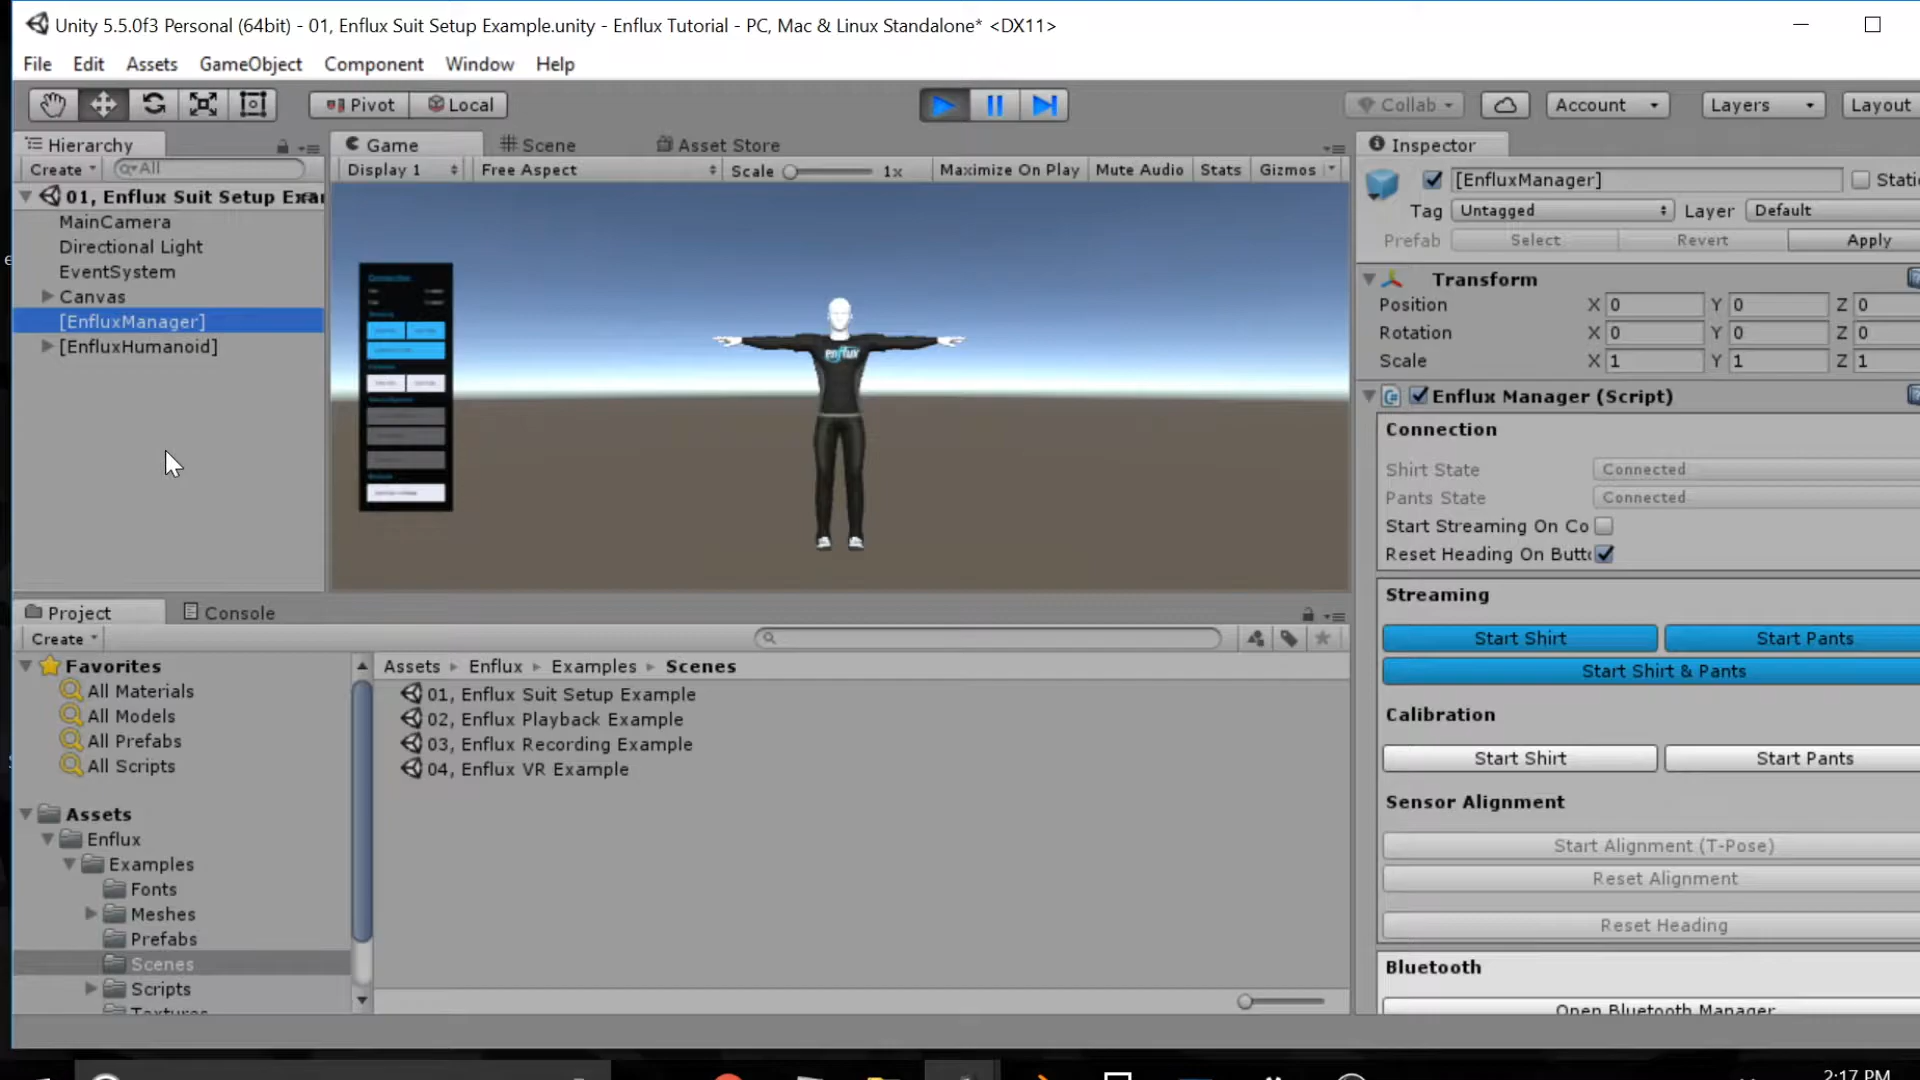 Unity 5.5.0f3 Personal (64bit) - 01, Enflux Suit Setup Example.unity - Enflux Tutorial - PC, Mac & Linux Standalone* <DX11>
File Edit Assets GameObject Component Window Help
Pivot Local Collab Account Layers Layout
Hierarchy
Create All
01, Enflux Suit Setup Exa
MainCamera
Directional Light
EventSystem
Canvas
[EnfluxManager]
[EnfluxHumanoid]
Game Scene Asset Store
Display 1 Free Aspect Scale 1x Maximize On Play Mute Audio Stats Gizmos
enflux
Inspector
[EnfluxManager] Static
Tag Untagged Layer Default
Prefab Select Revert Apply
Transform
Position X 0 Y 0 Z 0
Rotation X 0 Y 0 Z 0
Scale X 1 Y 1 Z 1
Enflux Manager (Script)
Connection
Shirt State Connected
Pants State Connected
Start Streaming On Co
Reset Heading On Butt
Streaming
Start Shirt Start Pants
Start Shirt & Pants
Calibration
Start Shirt Start Pants
Sensor Alignment
Start Alignment (T-Pose)
Reset Alignment
Reset Heading
Bluetooth
Open Bluetooth Manager
Project Console
Create
Favorites
All Materials
All Models
All Prefabs
All Scripts
Assets
Enflux
Examples
Fonts
Meshes
Prefabs
Scenes
Scripts
Textures
Assets Enflux Examples Scenes
01, Enflux Suit Setup Example
02, Enflux Playback Example
03, Enflux Recording Example
04, Enflux VR Example
2:17 PM